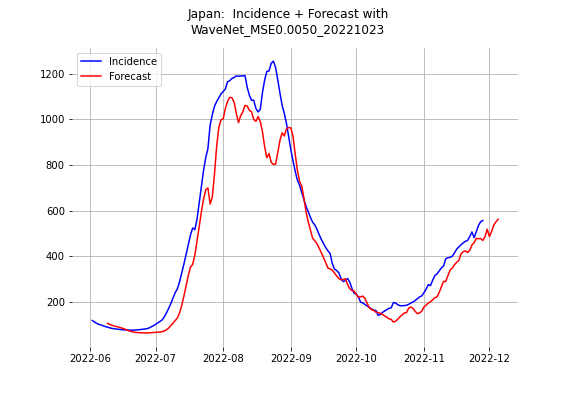 Japan:  Incidence + Forecast with
WaveNet_MSE0.0050_20221023
Incidence
Forecast
1200
1000
800
600
400
200
2022-06 2022-07 2022-08 2022-09 2022-10 2022-11 2022-12